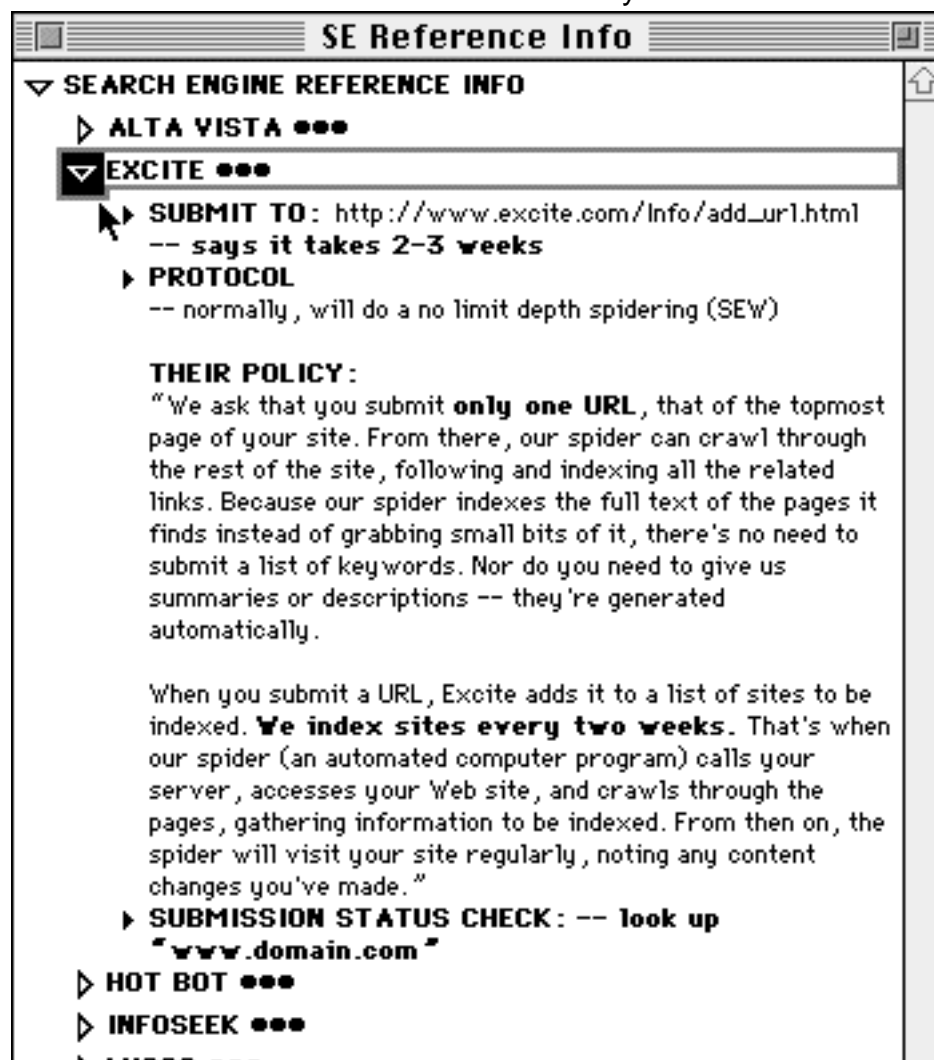 SE Reference Info
SEARCH ENGINE REFERENCE INFO
ALTA VISTA •••
EXCITE •••
SUBMIT TO: http://www.excite.com/Info/add_url.html
-- says it takes 2-3 weeks
PROTOCOL
-- normally, will do a no limit depth spidering (SEW)
THEIR POLICY:
"We ask that you submit only one URL, that of the topmost
page of your site. From there, our spider can crawl through
the rest of the site, following and indexing all the related
links. Because our spider indexes the full text of the pages it
finds instead of grabbing small bits of it, there's no need to
submit a list of keywords. Nor do you need to give us
summaries or descriptions -- they're generated
automatically.
When you submit a URL, Excite adds it to a list of sites to be
indexed. We index sites every two weeks. That's when
our spider (an automated computer program) calls your
server, accesses your Web site, and crawls through the
pages, gathering information to be indexed. From then on, the
spider will visit your site regularly, noting any content
changes you've made."
SUBMISSION STATUS CHECK: -- look up
"www.domain.com"
HOT BOT •••
INFOSEEK •••